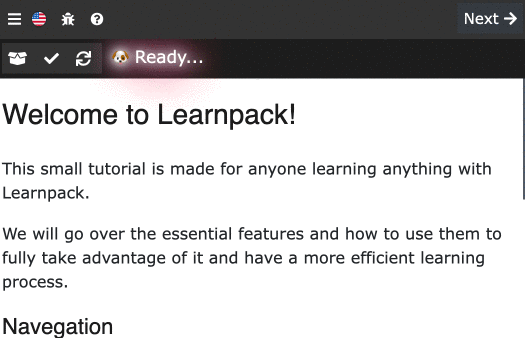 Next
Ready...
Welcome to Learnpack!
This small tutorial is made for anyone learning anything with
Learnpack.
We will go over the essential features and how to use them to
fully take advantage of it and have a more efficient learning
process.
Navegation